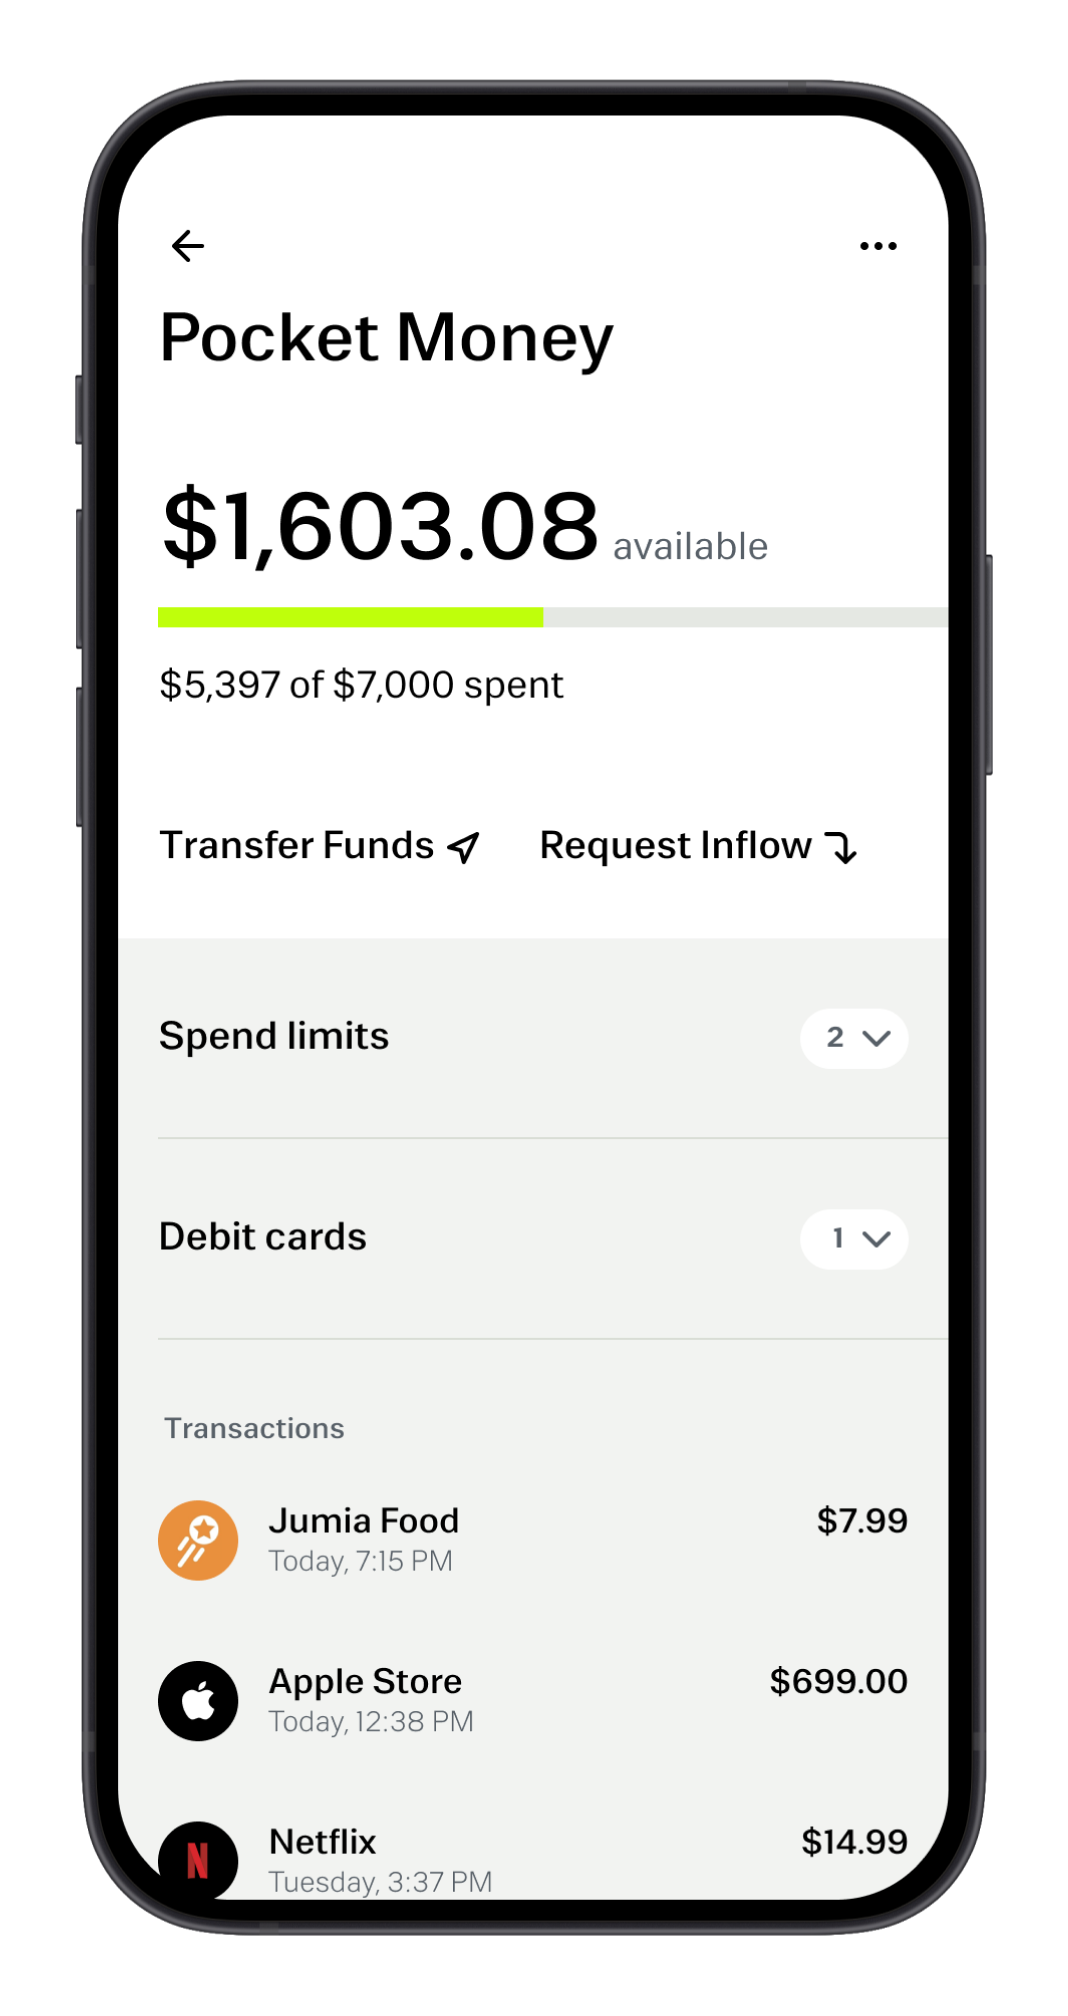 Pocket Money
$1,603.08 available
$5,397 of $7,000 spent
Transfer Funds Request Inflow
Spend limits 2
Debit cards 1
Transactions
Jumia Food $7.99
Today, 7:15 PM
Apple Store $699.00
Today, 12:38 PM
N Netflix $14.99
Tuesday, 3:37 PM